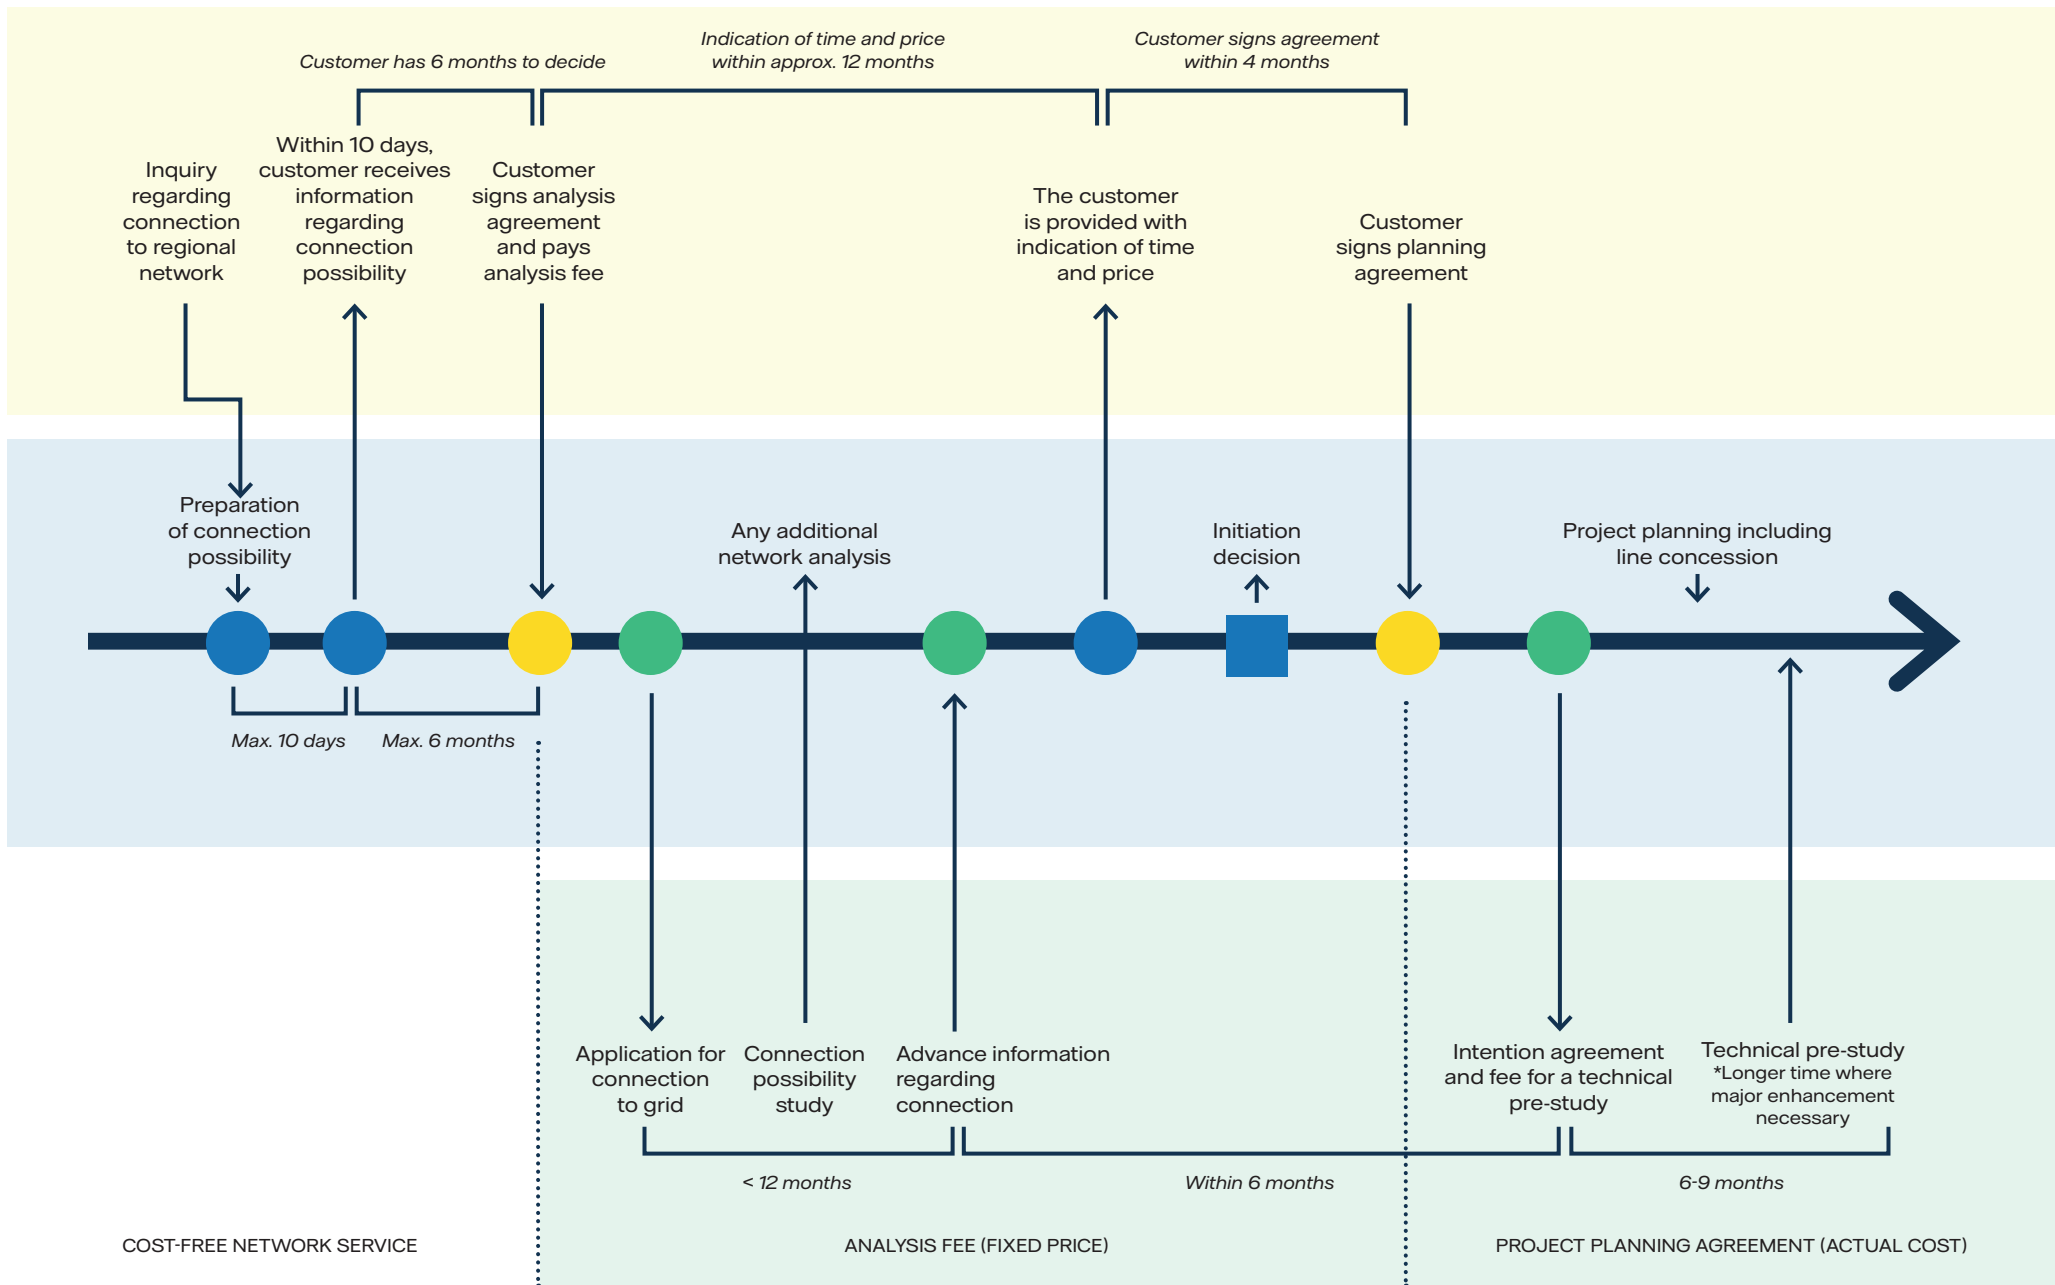 Customer has 6 months to decide
Indication of time and price
within approx. 12 months
Customer signs agreement
within 4 months
Inquiry
regarding
connection
to regional
network
Within 10 days,
customer receives
information
regarding
connection
possibility
Customer
signs analysis
agreement
and pays
analysis fee
The customer
is provided with
indication of time
and price
Customer
signs planning
agreement
Preparation
of connection
possibility
Any additional
network analysis
Initiation
decision
Project planning including
line concession
Max. 10 days
Max. 6 months
Application for
connection
to grid
Connection
possibility
study
Advance information
regarding
connection
Intention agreement
and fee for a technical
pre-study
Technical pre-study
*Longer time where
major enhancement
necessary
< 12 months
Within 6 months
6-9 months
COST-FREE NETWORK SERVICE
ANALYSIS FEE (FIXED PRICE)
PROJECT PLANNING AGREEMENT (ACTUAL COST)